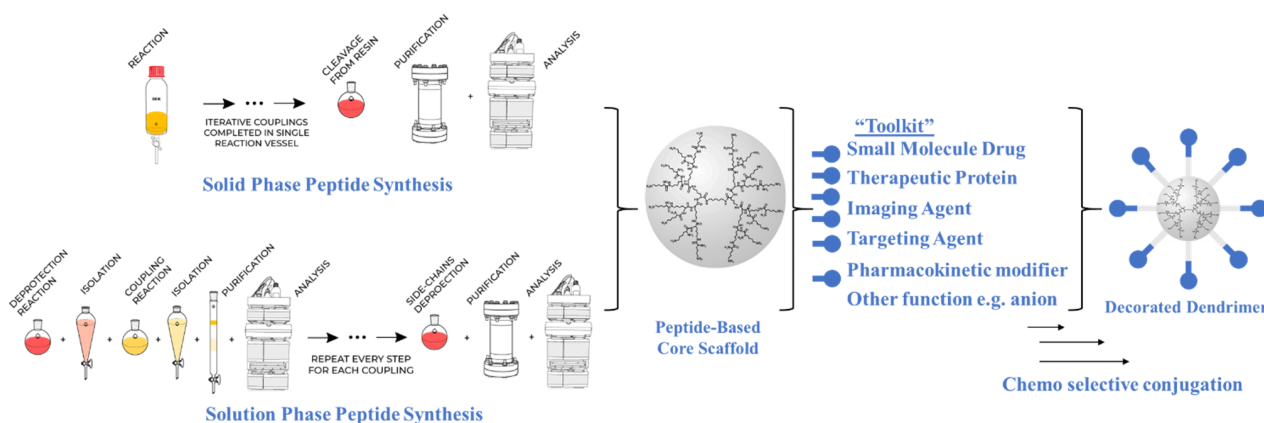 REACTION
ITERATIVE COUPLINGS
COMPLETED IN SINGLE
REACTION VESSEL
CLEAVAGE
FROM RESIN
PURIFICATION
+
ANALYSIS
Solid Phase Peptide Synthesis
DEPROTECTION
REACTION
+
ISOLATION
+
COUPLING
REACTION
+
ISOLATION
+
PURIFICATION
+
ANALYSIS
REPEAT EVERY STEP
FOR EACH COUPLING
SIDE-CHAINS
DEPROECTION
+
PURIFICATION
+
ANALYSIS
Solution Phase Peptide Synthesis
Peptide-Based
Core Scaffold
“Toolkit”
Small Molecule Drug
Therapeutic Protein
Imaging Agent
Targeting Agent
Pharmacokinetic modifier
Other function e.g. anion
Decorated Dendrimer
Chemo selective conjugation